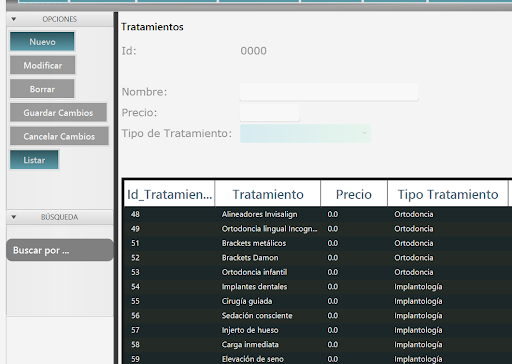 OPCIONES
Nuevo
Modificar
Borrar
Guardar Cambios
Cancelar Cambios
Listar
BÚSQUEDA
Buscar por ...
Tratamientos
Id: 0000
Nombre:
Precio:
Tipo de Tratamiento:
Id_Tratamien... Tratamiento Precio Tipo Tratamiento
48 Alineadores Invisalign 0.0 Ortodoncia
49 Ortodoncia lingual Incogn... 0.0 Ortodoncia
51 Brackets metálicos 0.0 Ortodoncia
52 Brackets Damon 0.0 Ortodoncia
53 Ortodoncia infantil 0.0 Ortodoncia
54 Implantes dentales 0.0 Implantología
55 Cirugía guiada 0.0 Implantología
56 Sedación consciente 0.0 Implantología
57 Injerto de hueso 0.0 Implantología
58 Carga inmediata 0.0 Implantología
59 Elevación de seno 0.0 Implantología